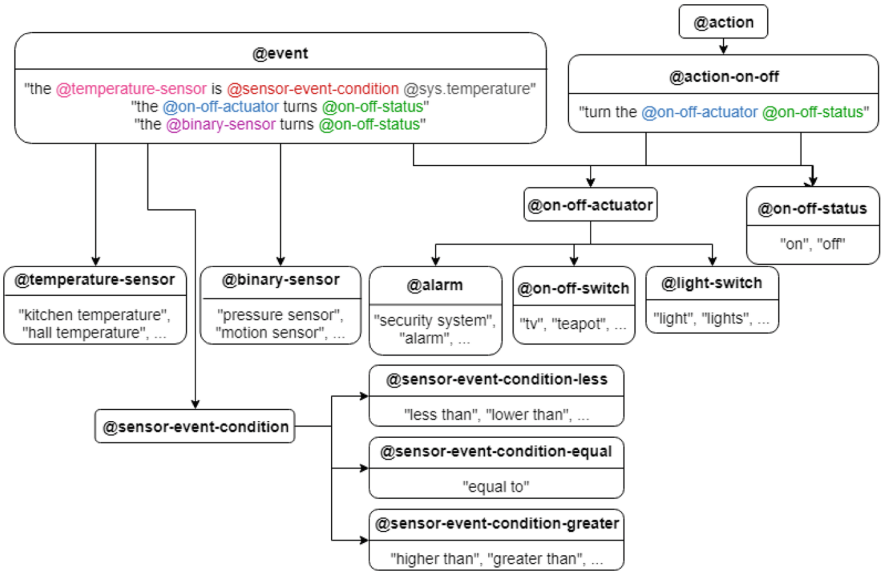 @action
@event
"the @temperature-sensor is @sensor-event-condition @sys.temperature"
"the @on-off-actuator turns @on-off-status"
"the @binary-sensor turns @on-off-status"
@action-on-off
"turn the @on-off-actuator @on-off-status"
@on-off-actuator
@on-off-status
"on", "off"
@temperature-sensor
"kitchen temperature",
"hall temperature", ...
@binary-sensor
"pressure sensor",
"motion sensor", ...
@alarm
"security system",
"alarm", ...
@on-off-switch
"tv", "teapot", ...
@light-switch
"light", "lights", ...
@sensor-event-condition
@sensor-event-condition-less
"less than", "lower than", ...
@sensor-event-condition-equal
"equal to"
@sensor-event-condition-greater
"higher than", "greater than", ...